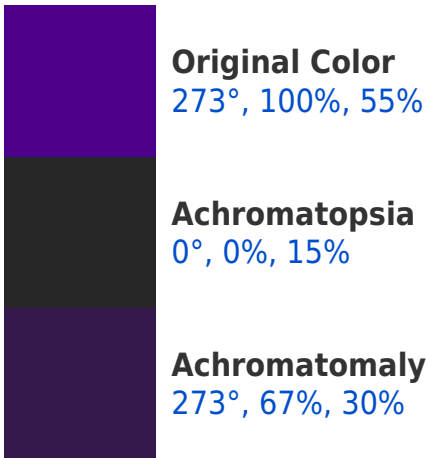 Original Color
273°, 100%, 55%
Achromatopsia
0°, 0%, 15%
Achromatomaly
273°, 67%, 30%